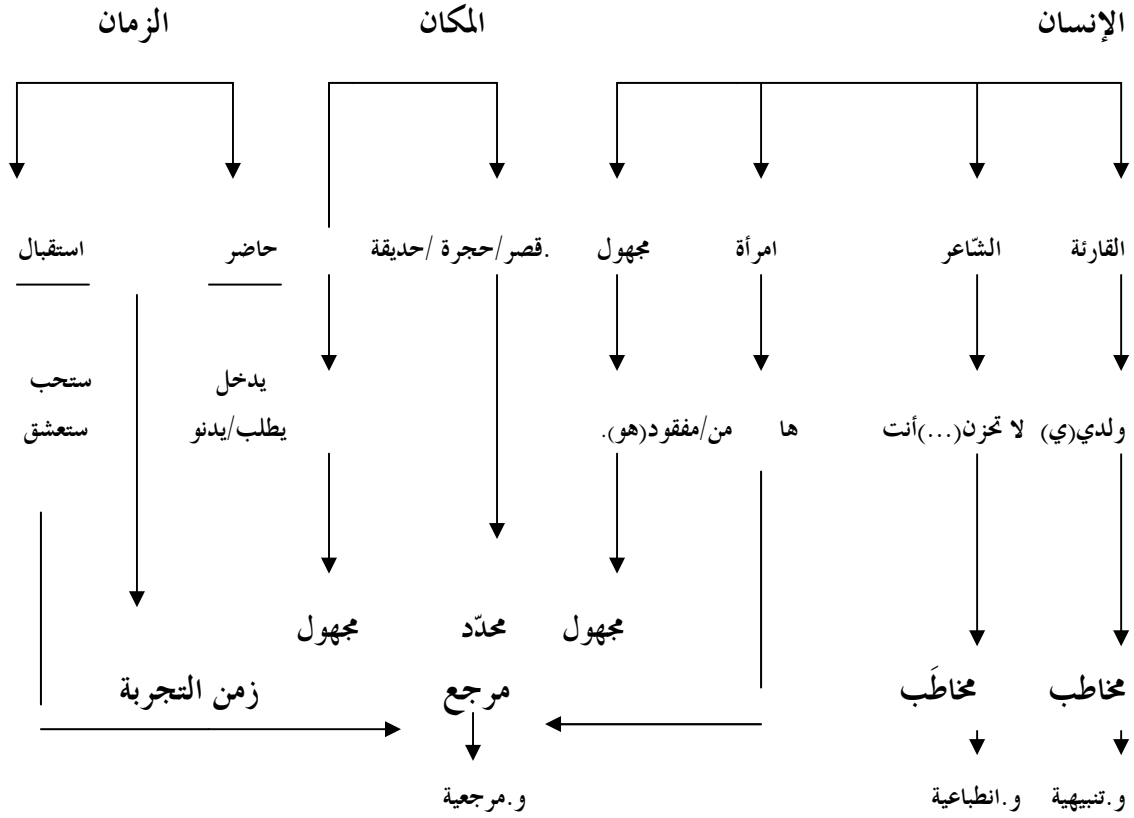 الإنسان المكان الزمان
القارئة الشّاعر امرأة مجهول قصر/حجرة /حديقة. حاضر استقبال
يدخل ستحب
ولدي(ي) لا تحزن(...)أنت ها من/مفقود(هو). يطلب/يدنو ستعشق
مجهول محدّد مجهول
مخاطب مخاطَب مرجع زمن التجربة
و.تنبيهية و.انطباعية و.مرجعية